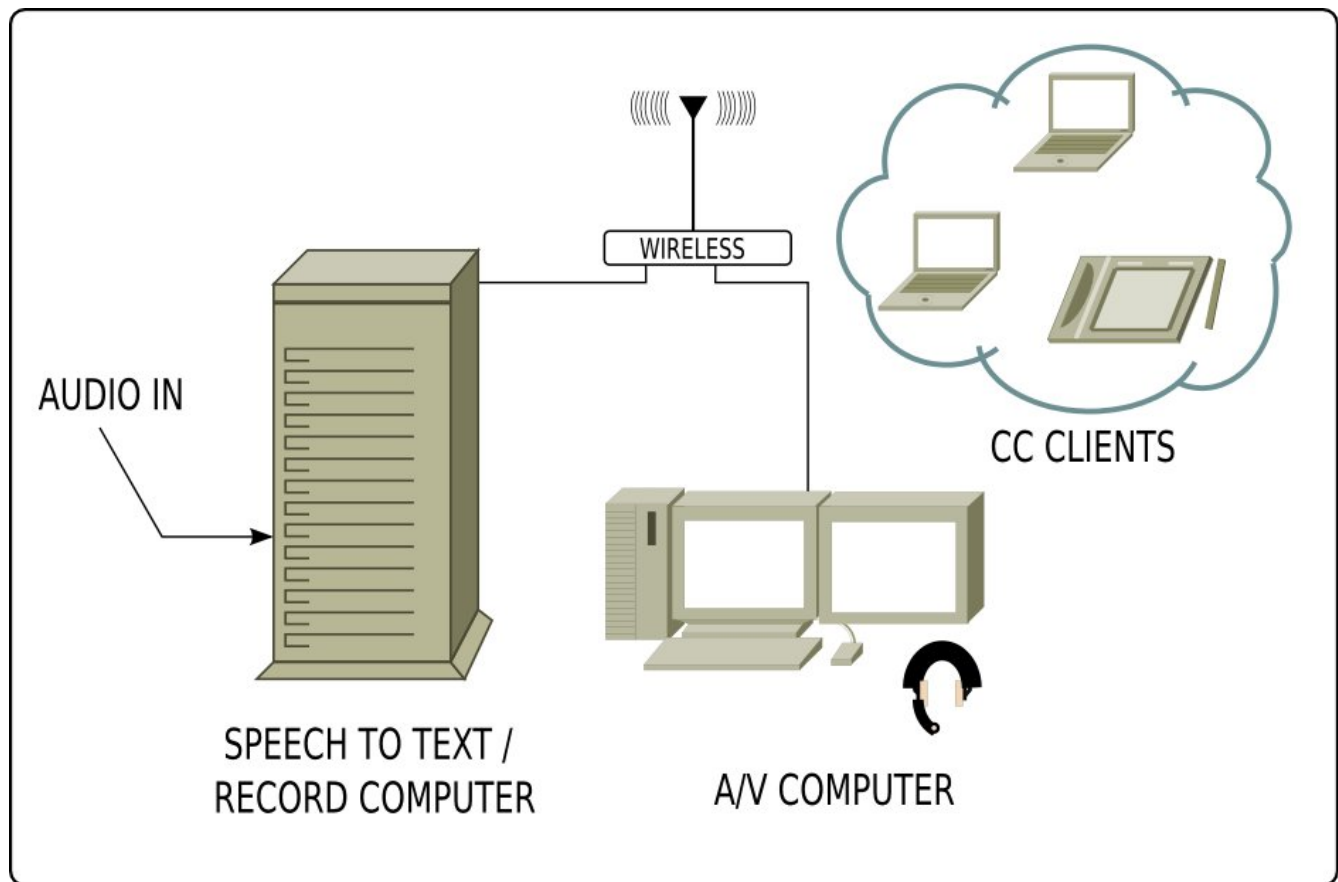 WIRELESS
AUDIO IN
CC CLIENTS
SPEECH TO TEXT /
RECORD COMPUTER
A/V COMPUTER